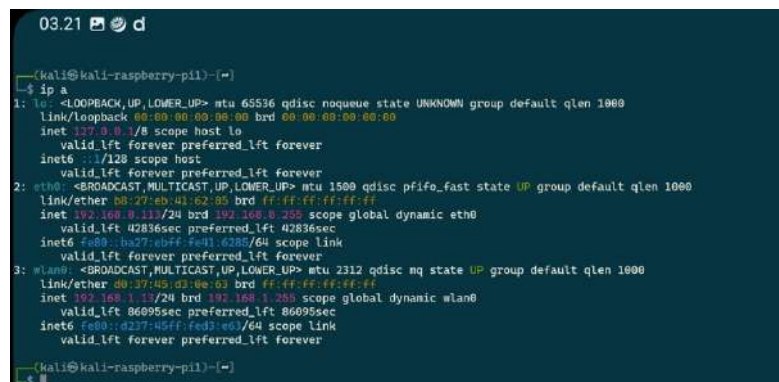 03.21
(kali㉿kali-raspberry-pi1)-[~]
$ ip a
1: lo: <LOOPBACK,UP,LOWER_UP> mtu 65536 qdisc noqueue state UNKNOWN group default qlen 1000
link/loopback 00:00:00:00:00:00 brd 00:00:00:00:00:00
inet 127.0.0.1/8 scope host lo
valid_lft forever preferred_lft forever
inet6 ::1/128 scope host
valid_lft forever preferred_lft forever
2: eth0: <BROADCAST,MULTICAST,UP,LOWER_UP> mtu 1500 qdisc pfifo_fast state UP group default qlen 1000
link/ether b8:27:eb:41:62:85 brd ff:ff:ff:ff:ff:ff
inet 192.168.8.113/24 brd 192.168.8.255 scope global dynamic eth0
valid_lft 42836sec preferred_lft 42836sec
inet6 fe80::ba27:ebff:fe41:6285/64 scope link
valid_lft forever preferred_lft forever
3: wlan0: <BROADCAST,MULTICAST,UP,LOWER_UP> mtu 2312 qdisc mq state UP group default qlen 1000
link/ether d0:37:45:d3:0e:63 brd ff:ff:ff:ff:ff:ff
inet 192.168.1.13/24 brd 192.168.1.255 scope global dynamic wlan0
valid_lft 86095sec preferred_lft 86095sec
inet6 fe80::d237:45ff:fed3:e63/64 scope link
valid_lft forever preferred_lft forever
(kali㉿kali-raspberry-pi1)-[~]
$